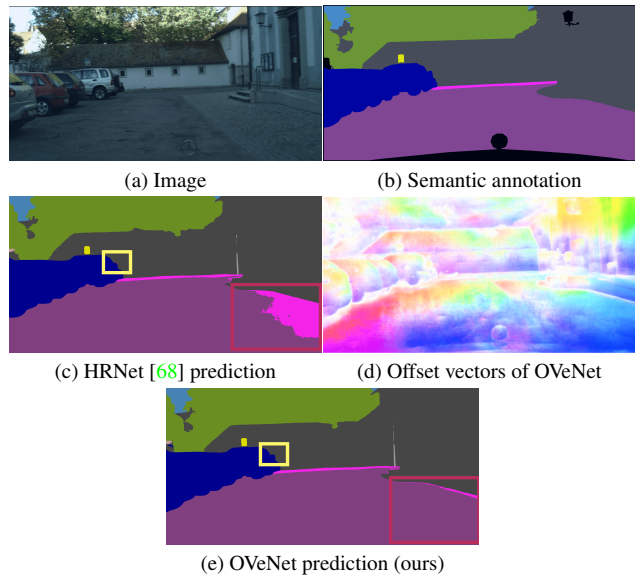 (a) Image
(b) Semantic annotation
(c) HRNet [68] prediction
(d) Offset vectors of OVeNet
(e) OVeNet prediction (ours)